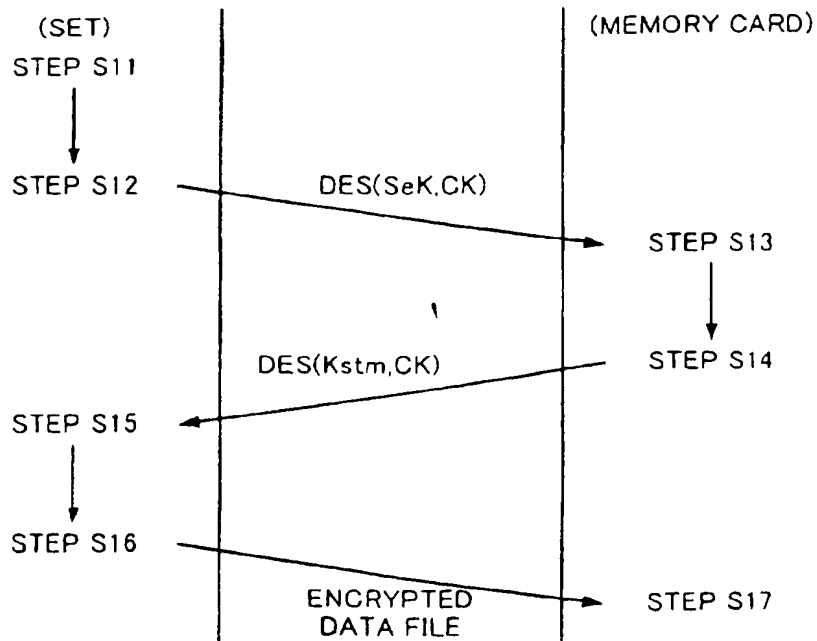 (SET)
(MEMORY CARD)
STEP S11
STEP S12
DES(SeK,CK)
STEP S13
DES(Kstm,CK)
STEP S14
STEP S15
STEP S16
ENCRYPTED
DATA FILE
STEP S17